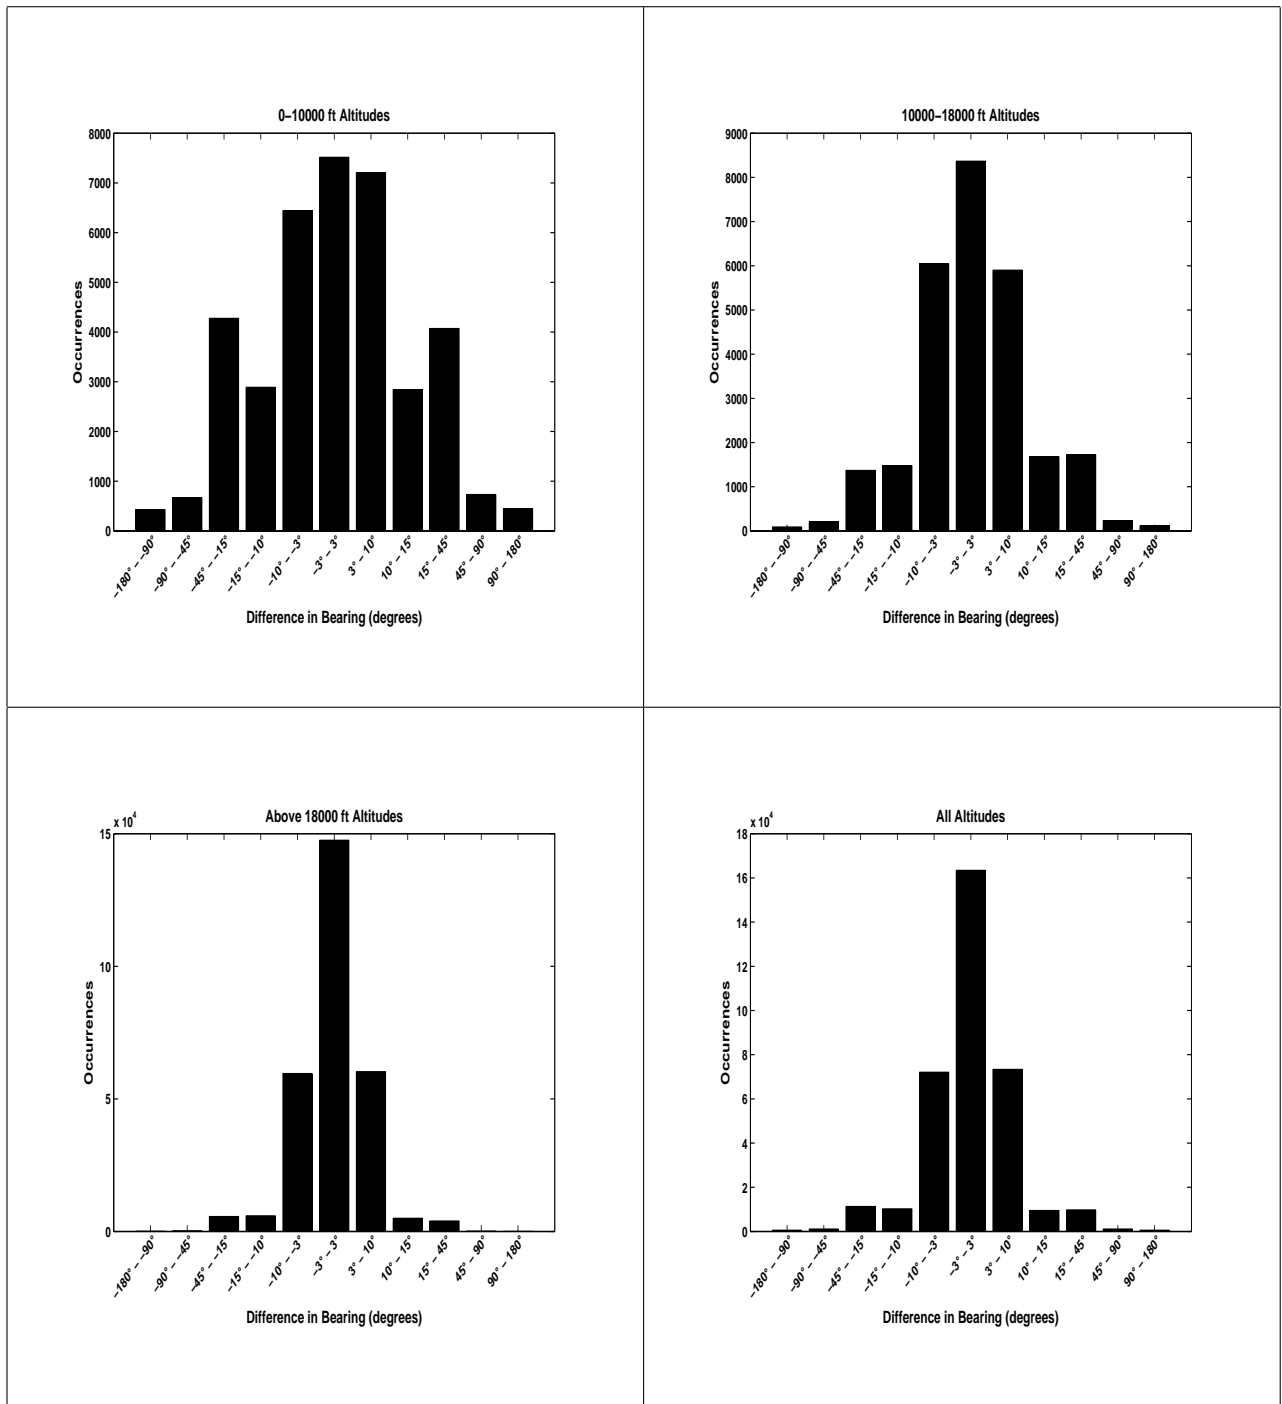 0–10000 ft Altitudes
8000
7000
6000
5000
4000
3000
2000
1000
0
Occurrences
–180° – –90°
–90° – –45°
–45° – –15°
–15° – –10°
–10° – –3°
–3° – 3°
3° – 10°
10° – 15°
15° – 45°
45° – 90°
90° – 180°
Difference in Bearing (degrees)
10000–18000 ft Altitudes
9000
8000
7000
6000
5000
4000
3000
2000
1000
0
Occurrences
–180° – –90°
–90° – –45°
–45° – –15°
–15° – –10°
–10° – –3°
–3° – 3°
3° – 10°
10° – 15°
15° – 45°
45° – 90°
90° – 180°
Difference in Bearing (degrees)
Above 18000 ft Altitudes
x 10⁴
15
10
5
0
Occurrences
–180° – –90°
–90° – –45°
–45° – –15°
–15° – –10°
–10° – –3°
–3° – 3°
3° – 10°
10° – 15°
15° – 45°
45° – 90°
90° – 180°
Difference in Bearing (degrees)
All Altitudes
x 10⁴
18
16
14
12
10
8
6
4
2
0
Occurrences
–180° – –90°
–90° – –45°
–45° – –15°
–15° – –10°
–10° – –3°
–3° – 3°
3° – 10°
10° – 15°
15° – 45°
45° – 90°
90° – 180°
Difference in Bearing (degrees)